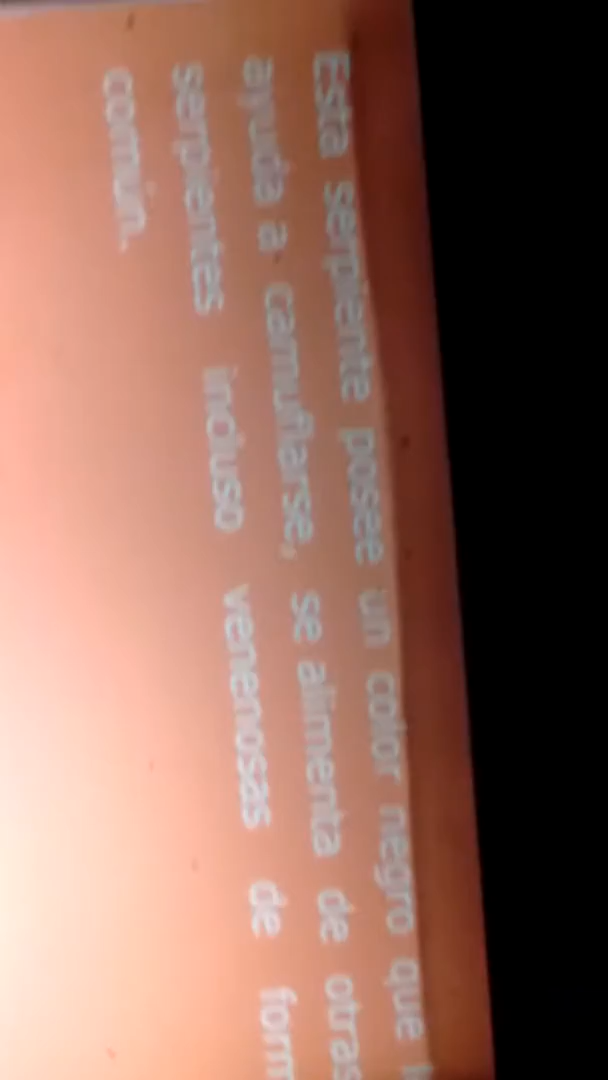 Esta serpiente posee un color negro que
ayuda a camuflarse, se alimenta de otras
serpientes incluso venenosas de form
común.